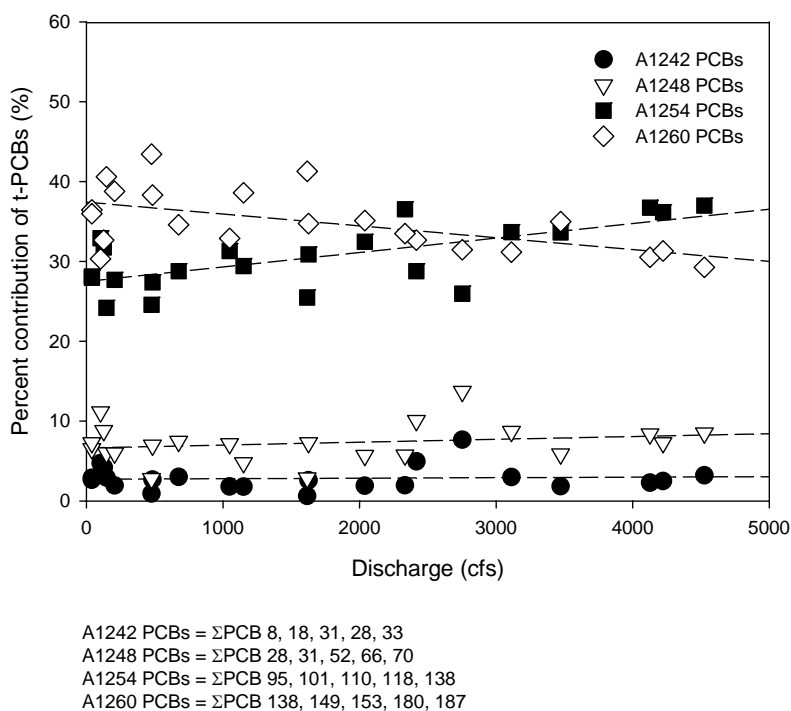 60
50
40
30
20
10
0
Percent contribution of t-PCBs (%)
A1242 PCBs
A1248 PCBs
A1254 PCBs
A1260 PCBs
0 1000 2000 3000 4000 5000
Discharge (cfs)
A1242 PCBs = ΣPCB 8, 18, 31, 28, 33
A1248 PCBs = ΣPCB 28, 31, 52, 66, 70
A1254 PCBs = ΣPCB 95, 101, 110, 118, 138
A1260 PCBs = ΣPCB 138, 149, 153, 180, 187